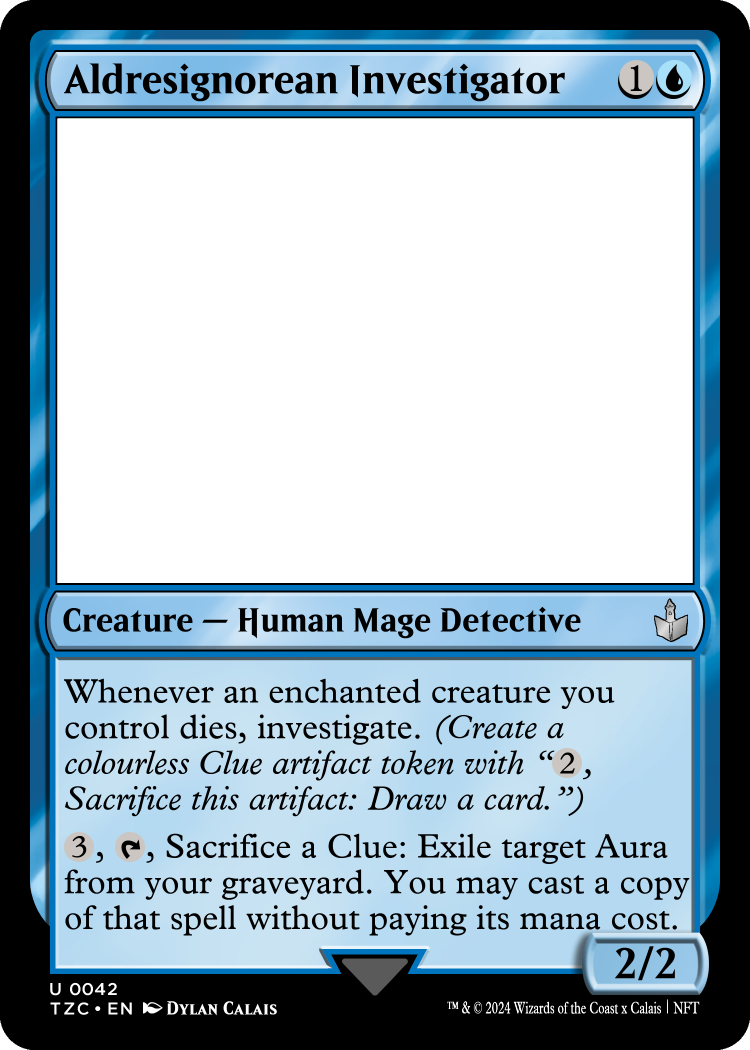 Aldresignorean Investigator 1
Creature — Human Mage Detective
Whenever an enchanted creature you
control dies, investigate. (Create a
colourless Clue artifact token with “2,
Sacrifice this artifact: Draw a card.”)
3, , Sacrifice a Clue: Exile target Aura
from your graveyard. You may cast a copy
of that spell without paying its mana cost.
2/2
U 0042
TZC • EN Dylan Calais
™ & © 2024 Wizards of the Coast x Calais | NFT